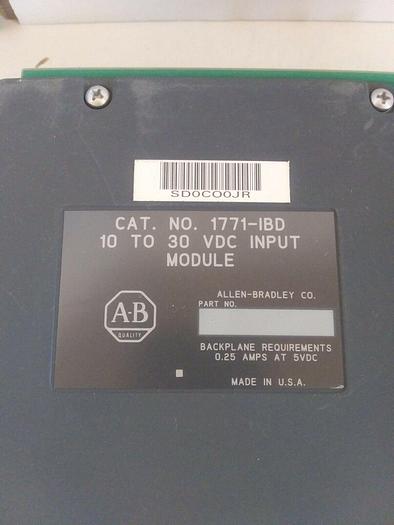 SD0C00JR
CAT. NO. 1771-IBD
10 TO 30 VDC INPUT
MODULE
ALLEN-BRADLEY CO.
PART NO.
A-B
QUALITY
BACKPLANE REQUIREMENTS
0.25 AMPS AT 5VDC
MADE IN U.S.A.